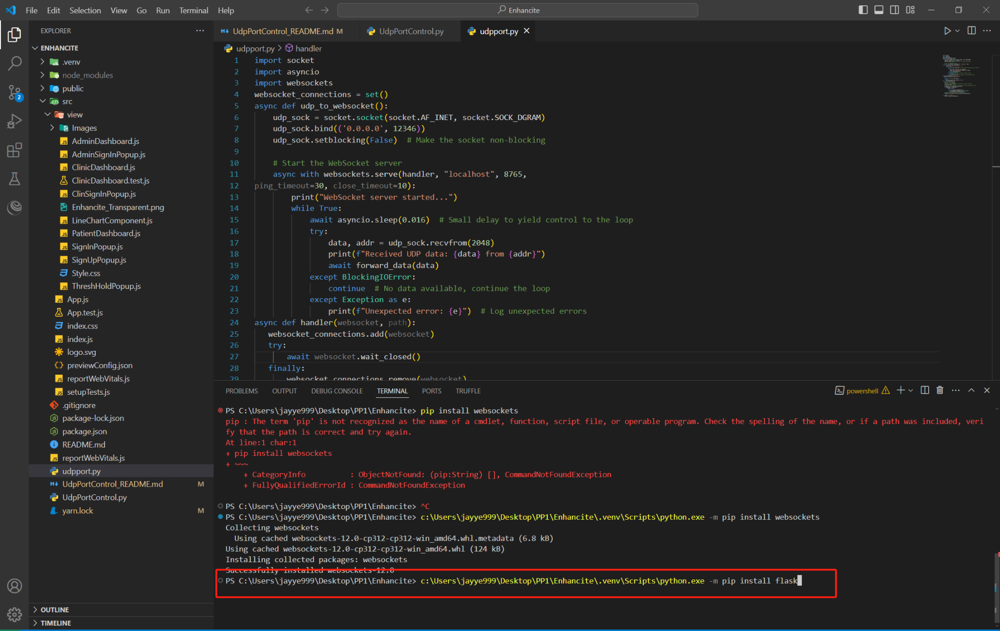 File Edit Selection View Go Run Terminal Help
Enhancite
EXPLORER
ENHANCITE
.venv
node_modules
public
2
src
view
Images
AdminDashboard.js
AdminSignInPopup.js
ClinicDashboard.js
ClinicDashboard.test.js
ClinSignInPopup.js
Enhancite_Transparent.png
LineChartComponent.js
PatientDashboard.js
SignInPopup.js
SignUpPopup.js
Style.css
ThreshHoldPopup.js
App.js
App.test.js
index.css
index.js
logo.svg
previewConfig.json
reportWebVitals.js
setupTests.js
.gitignore
package-lock.json
package.json
README.md
reportWebVitals.js
udpport.py
UdpPortControl_README.md M
UdpPortControl.py
yarn.lock M
OUTLINE
TIMELINE
UdpPortControl_README.md M UdpPortControl.py udpport.py
udpport.py > handler
1 import socket
2 import asyncio
3 import websockets
4 websocket_connections = set()
5 async def udp_to_websocket():
6 udp_sock = socket.socket(socket.AF_INET, socket.SOCK_DGRAM)
7 udp_sock.bind(('0.0.0.0', 12346))
8 udp_sock.setblocking(False) # Make the socket non-blocking
9
10 # Start the WebSocket server
11 async with websockets.serve(handler, "localhost", 8765,
12 ping_timeout=30, close_timeout=10):
13 print("WebSocket server started...")
14 while True:
15 await asyncio.sleep(0.016) # Small delay to yield control to the loop
16 try:
17 data, addr = udp_sock.recvfrom(2048)
18 print(f"Received UDP data: {data} from {addr}")
19 await forward_data(data)
20 except BlockingIOError:
21 continue # No data available, continue the loop
22 except Exception as e:
23 print(f"Unexpected error: {e}") # Log unexpected errors
24 async def handler(websocket, path):
25 websocket_connections.add(websocket)
26 try:
27 await websocket.wait_closed()
28 finally:
29 websocket_connections.remove(websocket)
PROBLEMS OUTPUT DEBUG CONSOLE TERMINAL PORTS TRUFFLE
powershell
PS C:\Users\jayye999\Desktop\PP1\Enhancite> pip install websockets
pip : The term 'pip' is not recognized as the name of a cmdlet, function, script file, or operable program. Check the spelling of the name, or if a path was included, veri
fy that the path is correct and try again.
At line:1 char:1
+ pip install websockets
+ ~~~
+ CategoryInfo : ObjectNotFound: (pip:String) [], CommandNotFoundException
+ FullyQualifiedErrorId : CommandNotFoundException
PS C:\Users\jayye999\Desktop\PP1\Enhancite> ^C
PS C:\Users\jayye999\Desktop\PP1\Enhancite> c:\Users\jayye999\Desktop\PP1\Enhancite\.venv\Scripts\python.exe -m pip install websockets
Collecting websockets
Using cached websockets-12.0-cp312-cp312-win_amd64.whl.metadata (6.8 kB)
Using cached websockets-12.0-cp312-cp312-win_amd64.whl (124 kB)
Installing collected packages: websockets
Successfully installed websockets-12.0
PS C:\Users\jayye999\Desktop\PP1\Enhancite> c:\Users\jayye999\Desktop\PP1\Enhancite\.venv\Scripts\python.exe -m pip install flask